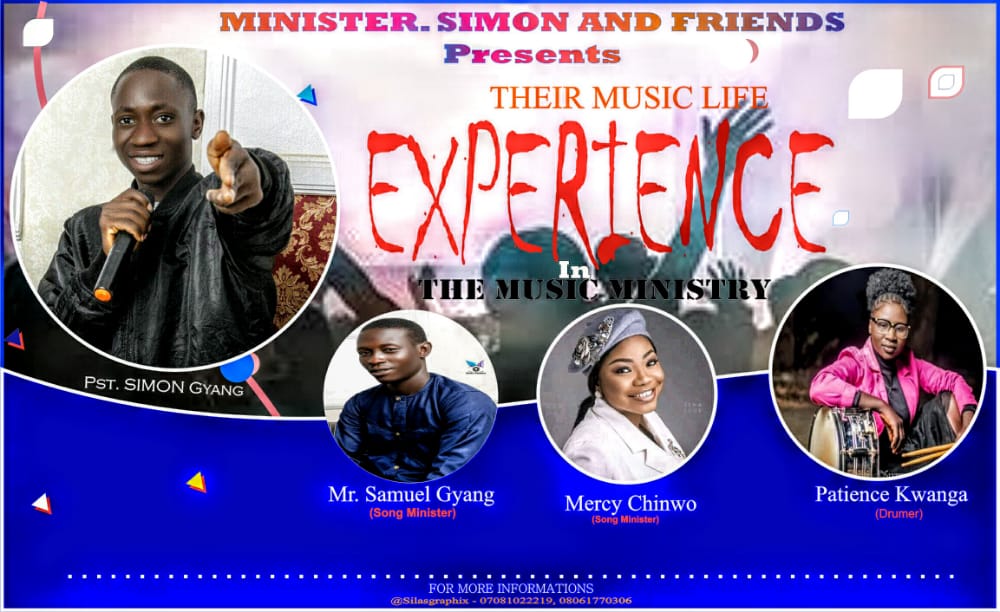 MINISTER. SIMON AND FRIENDS
Presents
THEIR MUSIC LIFE
EXPERIENCE
In
THE MUSIC MINISTRY
PST. SIMON GYANG
Mr. Samuel Gyang
(Song Minister)
Mercy Chinwo
(Song Minister)
Patience Kwanga
(Drumer)
FOR MORE INFORMATIONS
@Silasgraphix - 07081022219, 08061770306